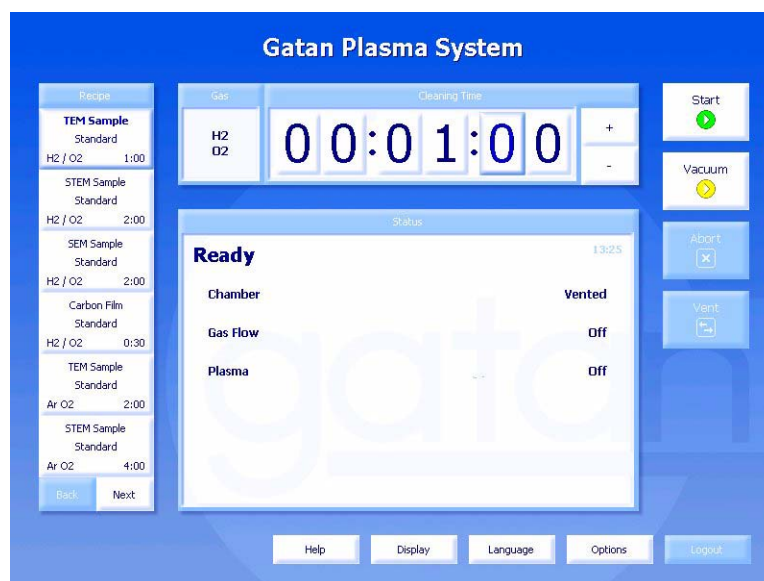 Gatan Plasma System
Recipe
TEM Sample
Standard
H2 / O2 1:00
STEM Sample
Standard
H2 / O2 2:00
SEM Sample
Standard
H2 / O2 2:00
Carbon Film
Standard
H2 / O2 0:30
TEM Sample
Standard
Ar O2 2:00
STEM Sample
Standard
Ar O2 4:00
Back Next
Gas
H2
O2
Cleaning Time
00:01:00
+
-
Status
Ready 13:25
Chamber Vented
Gas Flow Off
Plasma Off
gatan
Start
Vacuum
Abort
Vent
Help Display Language Options Logout